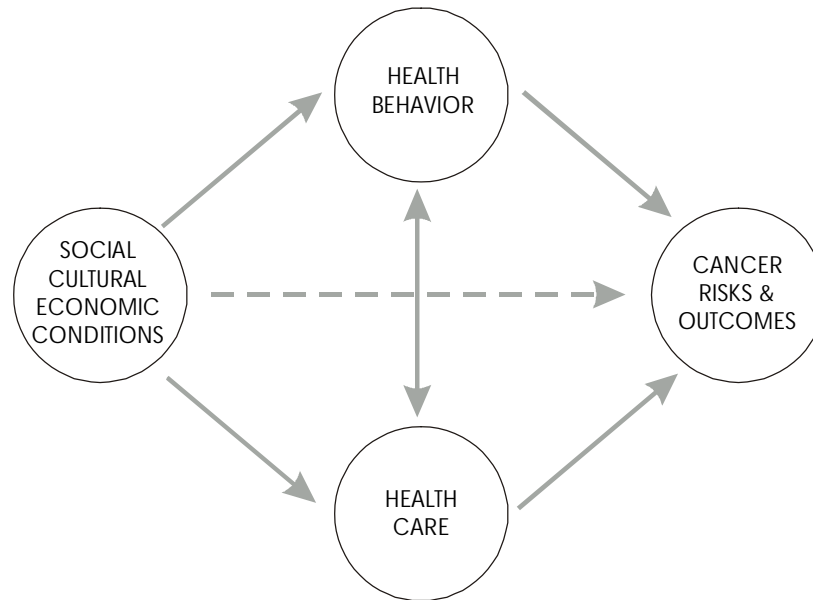 HEALTH
BEHAVIOR
SOCIAL
CULTURAL
ECONOMIC
CONDITIONS
CANCER
RISKS &
OUTCOMES
HEALTH
CARE